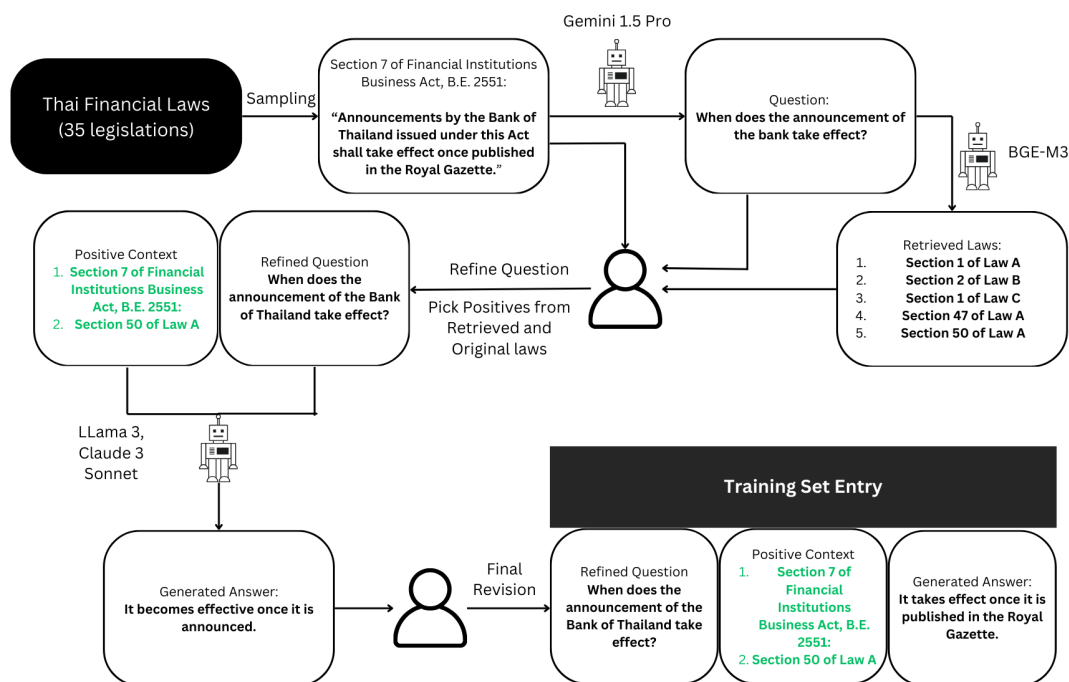 Gemini 1.5 Pro
Thai Financial Laws
(35 legislations)
Sampling
Section 7 of Financial Institutions
Business Act, B.E. 2551:
“Announcements by the Bank of
Thailand issued under this Act
shall take effect once published
in the Royal Gazette.”
Question:
When does the announcement of
the bank take effect?
BGE-M3
Retrieved Laws:
1. Section 1 of Law A
2. Section 2 of Law B
3. Section 1 of Law C
4. Section 47 of Law A
5. Section 50 of Law A
Refine Question
Pick Positives from
Retrieved and
Original laws
Positive Context
1. Section 7 of Financial
Institutions Business
Act, B.E. 2551:
2. Section 50 of Law A
Refined Question
When does the
announcement of the Bank
of Thailand take effect?
LLama 3,
Claude 3
Sonnet
Generated Answer:
It becomes effective once it is
announced.
Final
Revision
Training Set Entry
Refined Question
When does the
announcement of the
Bank of Thailand take
effect?
Positive Context
1. Section 7 of
Financial
Institutions
Business Act, B.E.
2551:
2. Section 50 of Law A
Generated Answer:
It takes effect once it is
published in the Royal
Gazette.